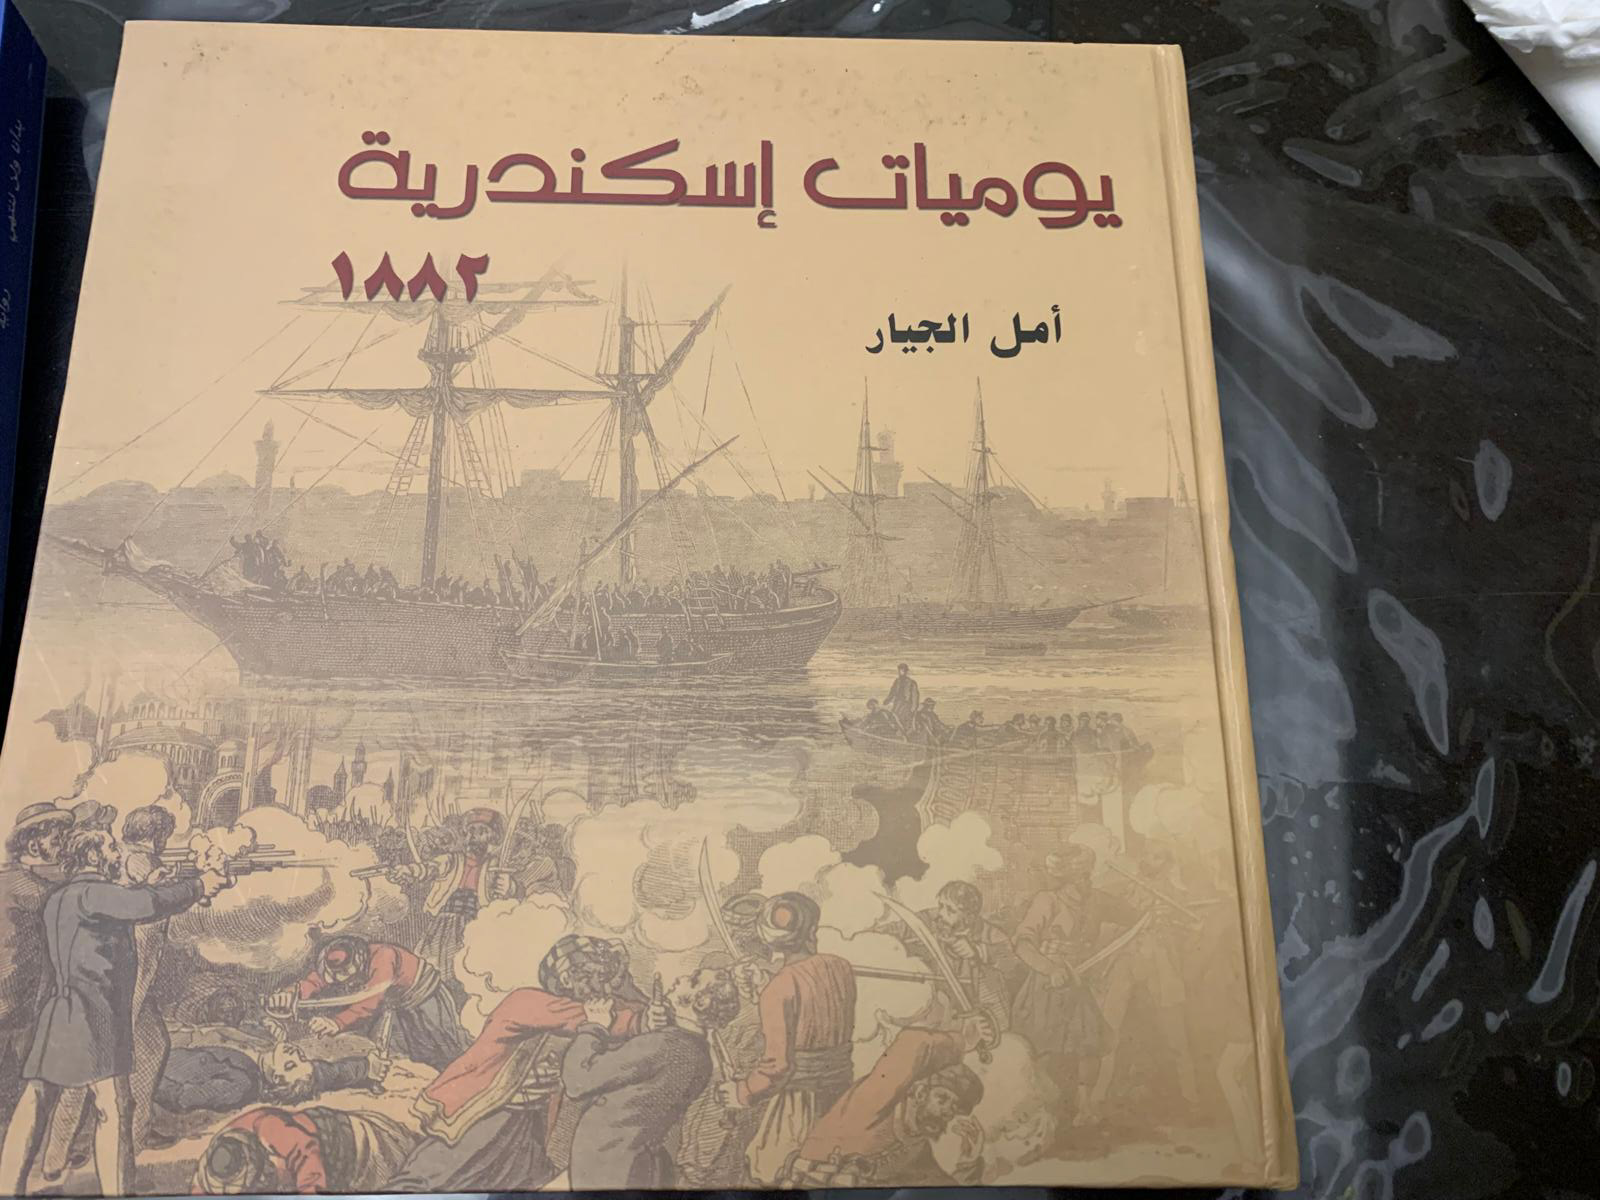 يوميات إسكندرية
١٨٨٢
أمل الجيار